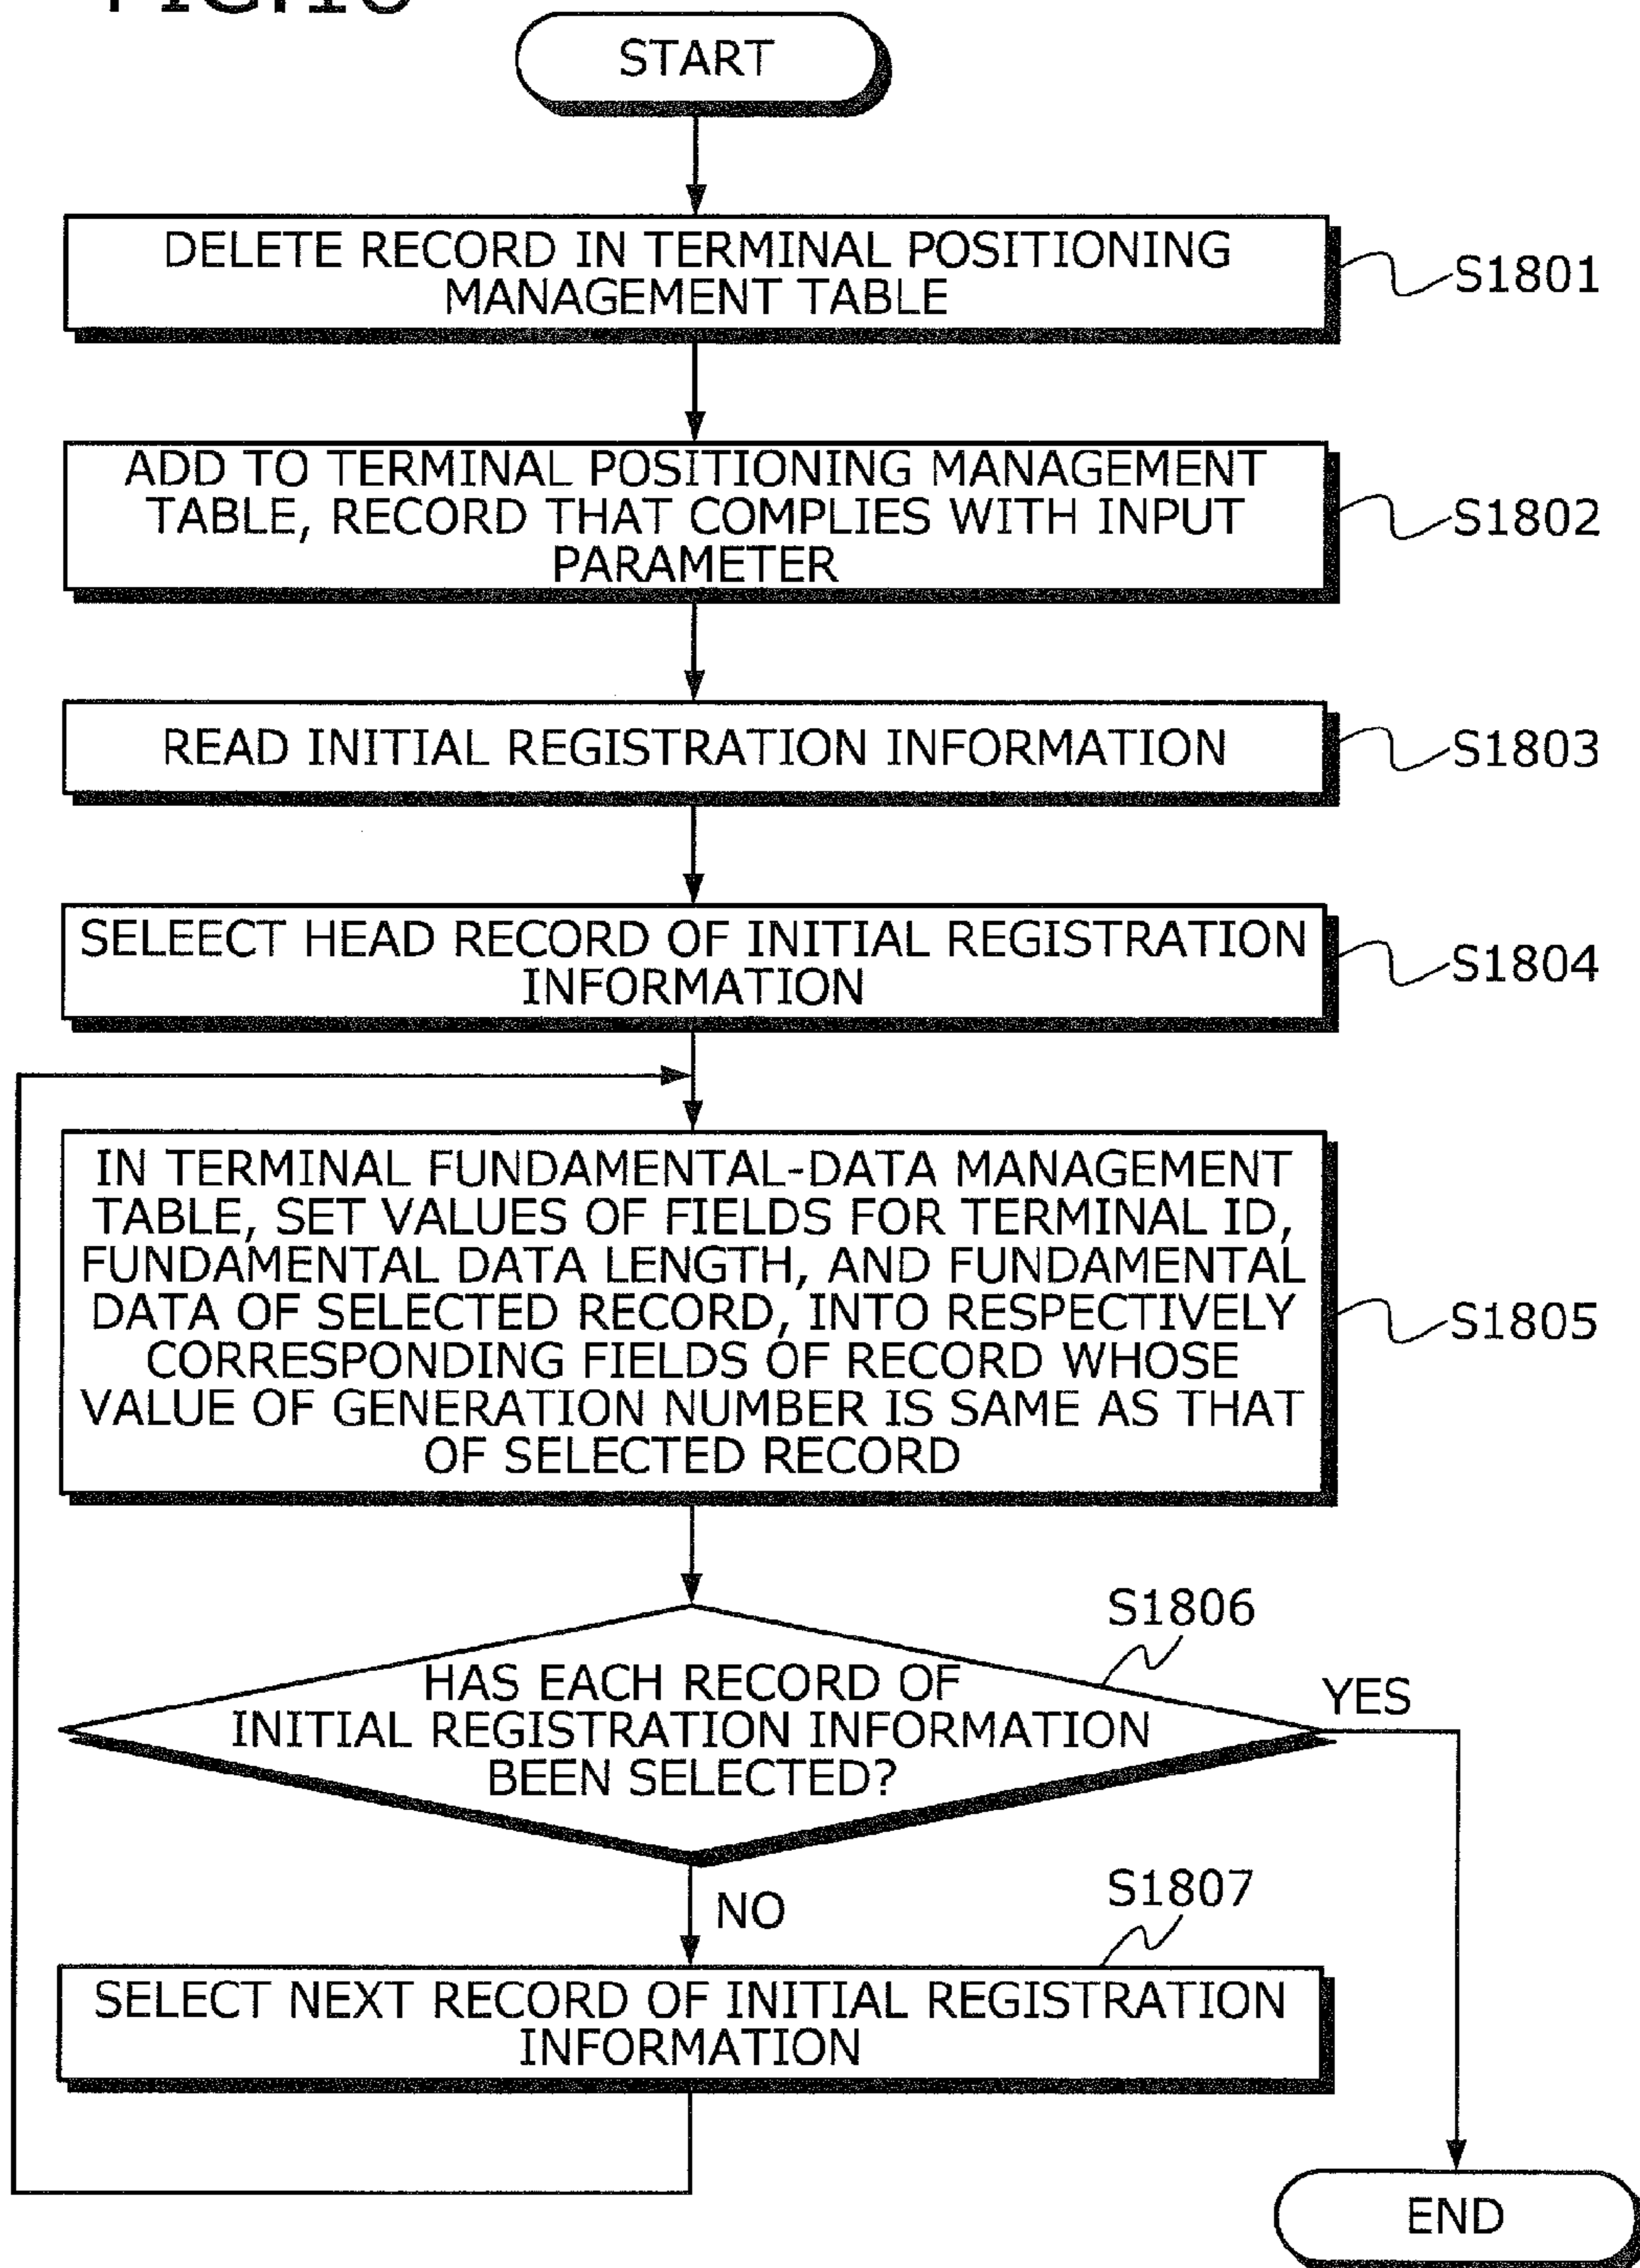 START
DELETE RECORD IN TERMINAL POSITIONING
MANAGEMENT TABLE
S1801
ADD TO TERMINAL POSITIONING MANAGEMENT
TABLE, RECORD THAT COMPLIES WITH INPUT
PARAMETER
S1802
READ INITIAL REGISTRATION INFORMATION
S1803
SELEECT HEAD RECORD OF INITIAL REGISTRATION
INFORMATION
S1804
IN TERMINAL FUNDAMENTAL-DATA MANAGEMENT
TABLE, SET VALUES OF FIELDS FOR TERMINAL ID,
FUNDAMENTAL DATA LENGTH, AND FUNDAMENTAL
DATA OF SELECTED RECORD, INTO RESPECTIVELY
CORRESPONDING FIELDS OF RECORD WHOSE
VALUE OF GENERATION NUMBER IS SAME AS THAT
OF SELECTED RECORD
S1805
S1806
HAS EACH RECORD OF
INITIAL REGISTRATION INFORMATION
BEEN SELECTED?
YES
NO
S1807
SELECT NEXT RECORD OF INITIAL REGISTRATION
INFORMATION
END